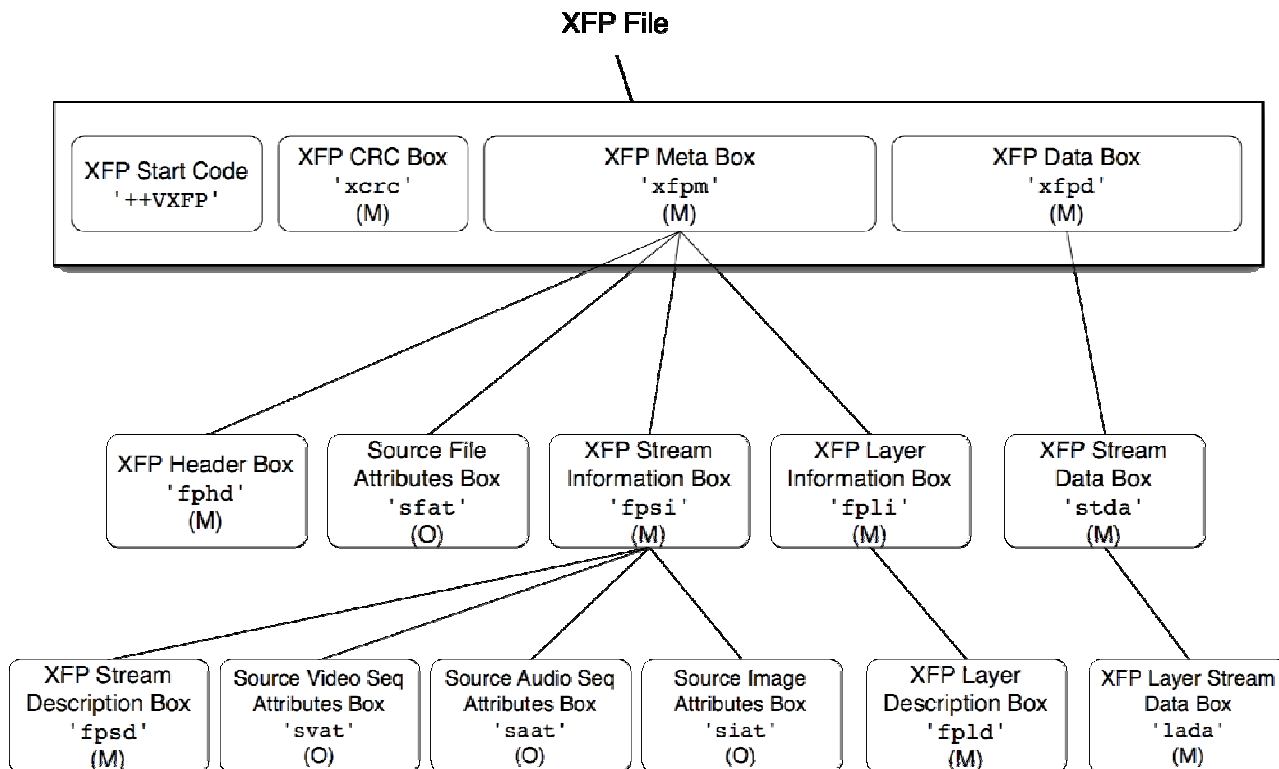 XFP File
XFP Start Code
'++VXFP'
XFP CRC Box
'xcrc'
(M)
XFP Meta Box
'xfpm'
(M)
XFP Data Box
'xfpd'
(M)
XFP Header Box
'fphd'
(M)
Source File
Attributes Box
'sfat'
(O)
XFP Stream
Information Box
'fpsi'
(M)
XFP Layer
Information Box
'fpli'
(M)
XFP Stream
Data Box
'stda'
(M)
XFP Stream
Description Box
'fpsd'
(M)
Source Video Seq
Attributes Box
'svat'
(O)
Source Audio Seq
Attributes Box
'saat'
(O)
Source Image
Attributes Box
'siat'
(O)
XFP Layer
Description Box
'fpld'
(M)
XFP Layer Stream
Data Box
'lada'
(M)